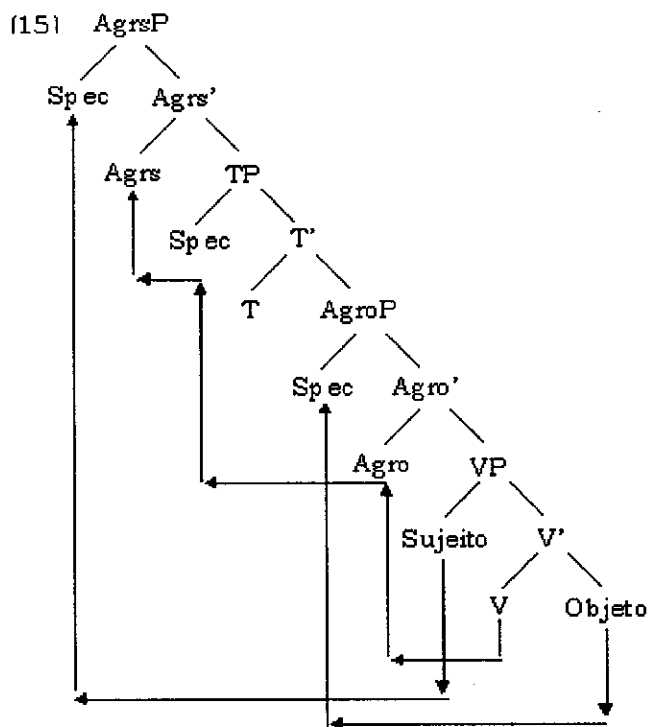 (15) AgrsP
Spec Agrs'
Agrs TP
Spec T'
T AgroP
Spec Agro'
Agro VP
Sujeito V'
V Objeto